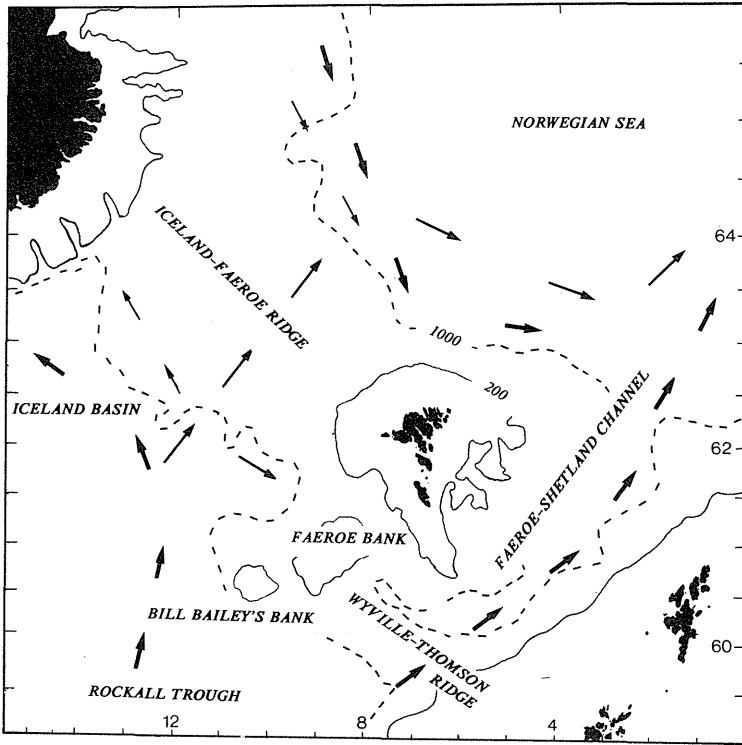 NORWEGIAN SEA
ICELAND-FAEROE RIDGE
64
1000
200
ICELAND BASIN
FAEROE-SHETLAND CHANNEL
62
FAEROE BANK
BILL BAILEY'S BANK
WYVILLE-THOMSON
RIDGE
60
ROCKALL TROUGH
12
8
4